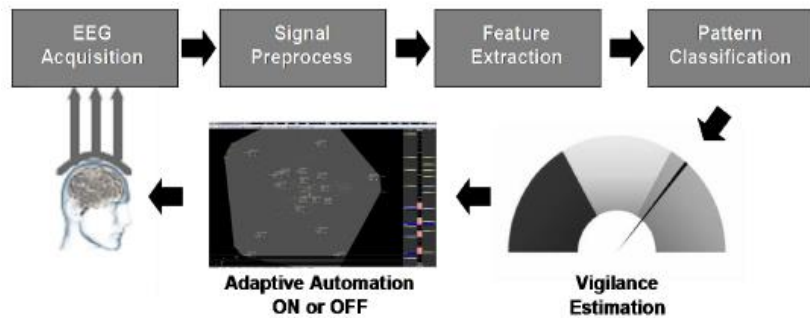 EEG
Acquisition
Signal
Preprocess
Feature
Extraction
Pattern
Classification
Adaptive Automation
ON or OFF
Vigilance
Estimation